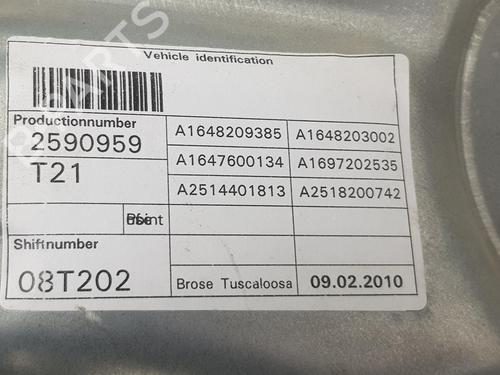 Vehicle identification
Productionnumber
2590959
T21
A1648209385 A1648203002
A1647600134 A1697202535
A2514401813 A2518200742
Shiftnumber
08T202
Brose Tuscaloosa 09.02.2010